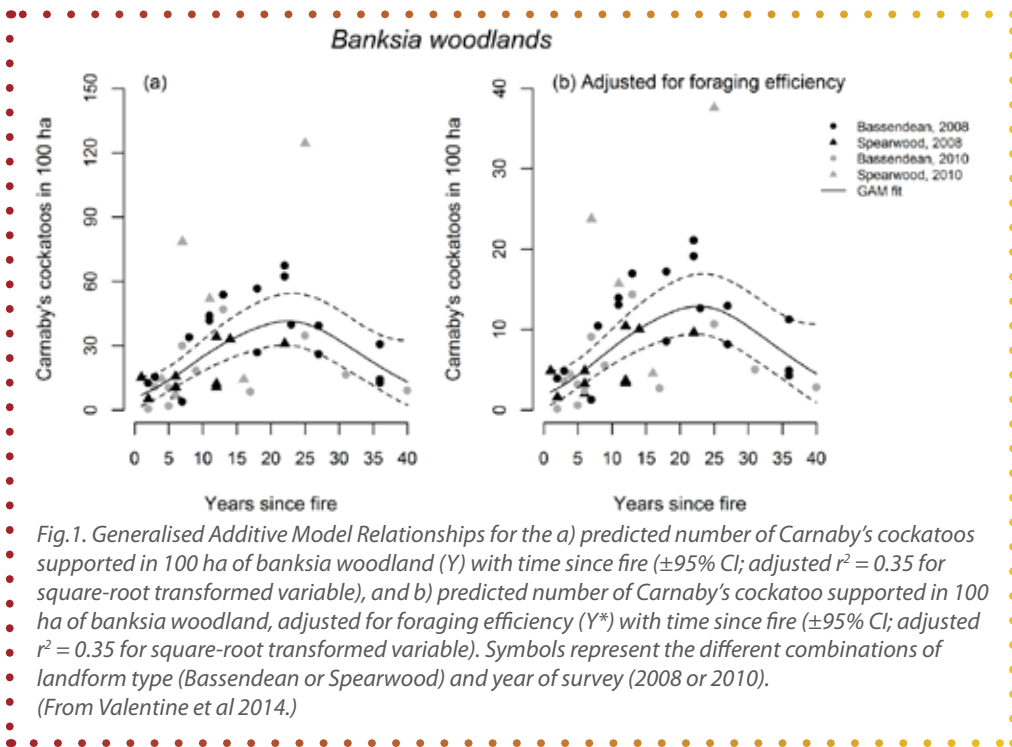 Banksia woodlands
(a)
150
120
90
60
30
0
Carnaby's cockatoos in 100 ha
0 5 10 15 20 25 30 35 40
Years since fire
(b) Adjusted for foraging efficiency
40
30
20
10
0
Carnaby's cockatoos in 100 ha
0 5 10 15 20 25 30 35 40
Years since fire
Bassendean, 2008
Spearwood, 2008
Bassendean, 2010
Spearwood, 2010
GAM fit
Fig.1. Generalised Additive Model Relationships for the a) predicted number of Carnaby's cockatoos
supported in 100 ha of banksia woodland (Y) with time since fire (±95% CI; adjusted r² = 0.35 for
square-root transformed variable), and b) predicted number of Carnaby's cockatoo supported in 100
ha of banksia woodland, adjusted for foraging efficiency (Y*) with time since fire (±95% CI; adjusted
r² = 0.35 for square-root transformed variable). Symbols represent the different combinations of
landform type (Bassendean or Spearwood) and year of survey (2008 or 2010).
(From Valentine et al 2014.)